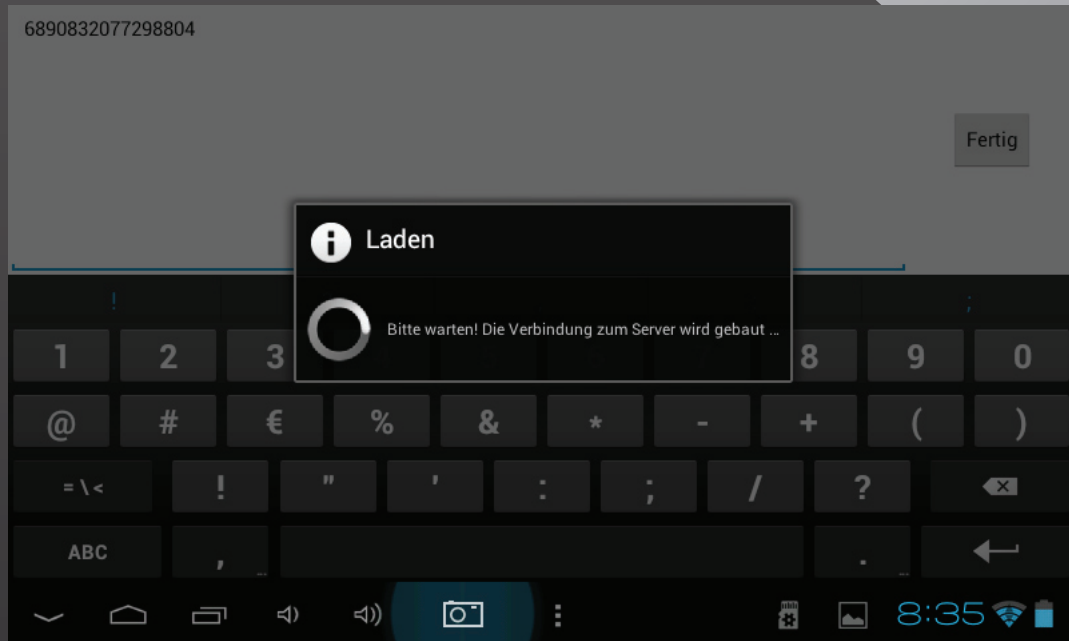 6890832077298804
Fertig
Laden
Bitte warten! Die Verbindung zum Server wird gebaut ...
! ;
1 2 3 8 9 0
@ # € % & * - + ( )
= \ < ! " ' : ; / ?
ABC , .
8:35